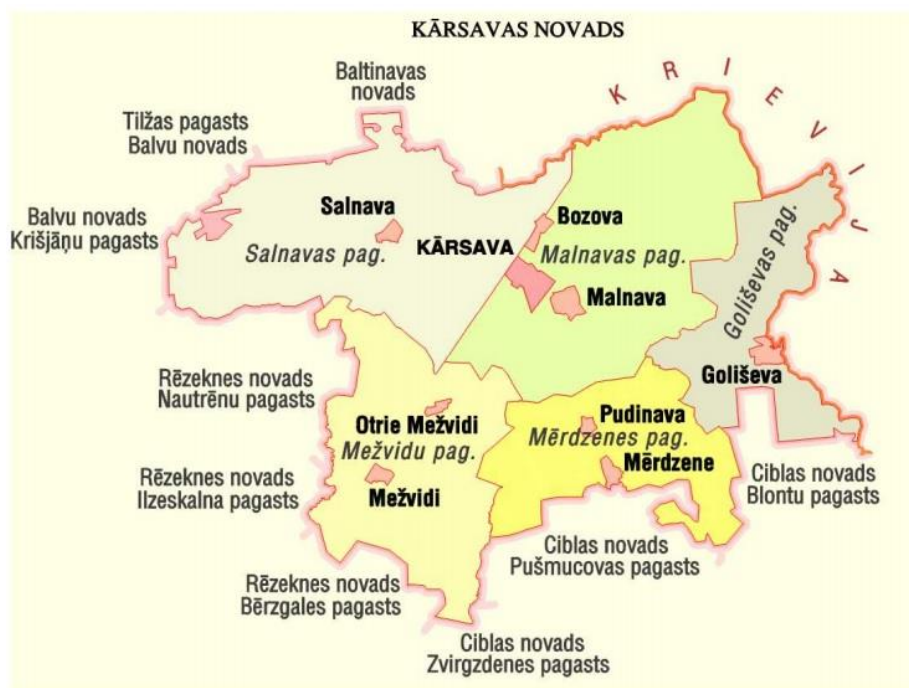 KĀRSAVAS NOVADS
Baltinavas
novads
K R I E V I J A
Tilžas pagasts
Balvu novads
Balvu novads
Krišjāņu pagasts
Salnava
Salnavas pag.
KĀRSAVA
Bozova
Malnavas pag.
Malnava
Goliševas pag.
Goliševa
Rēzeknes novads
Nautrēnu pagasts
Otrie Mežvidi
Mežvidu pag.
Mežvidi
Pudinava
Mērdzenes pag.
Mērdzene
Rēzeknes novads
Ilzeskalna pagasts
Ciblas novads
Blontu pagasts
Ciblas novads
Pušmucovas pagasts
Rēzeknes novads
Bērzgales pagasts
Ciblas novads
Zvirgzdenes pagasts